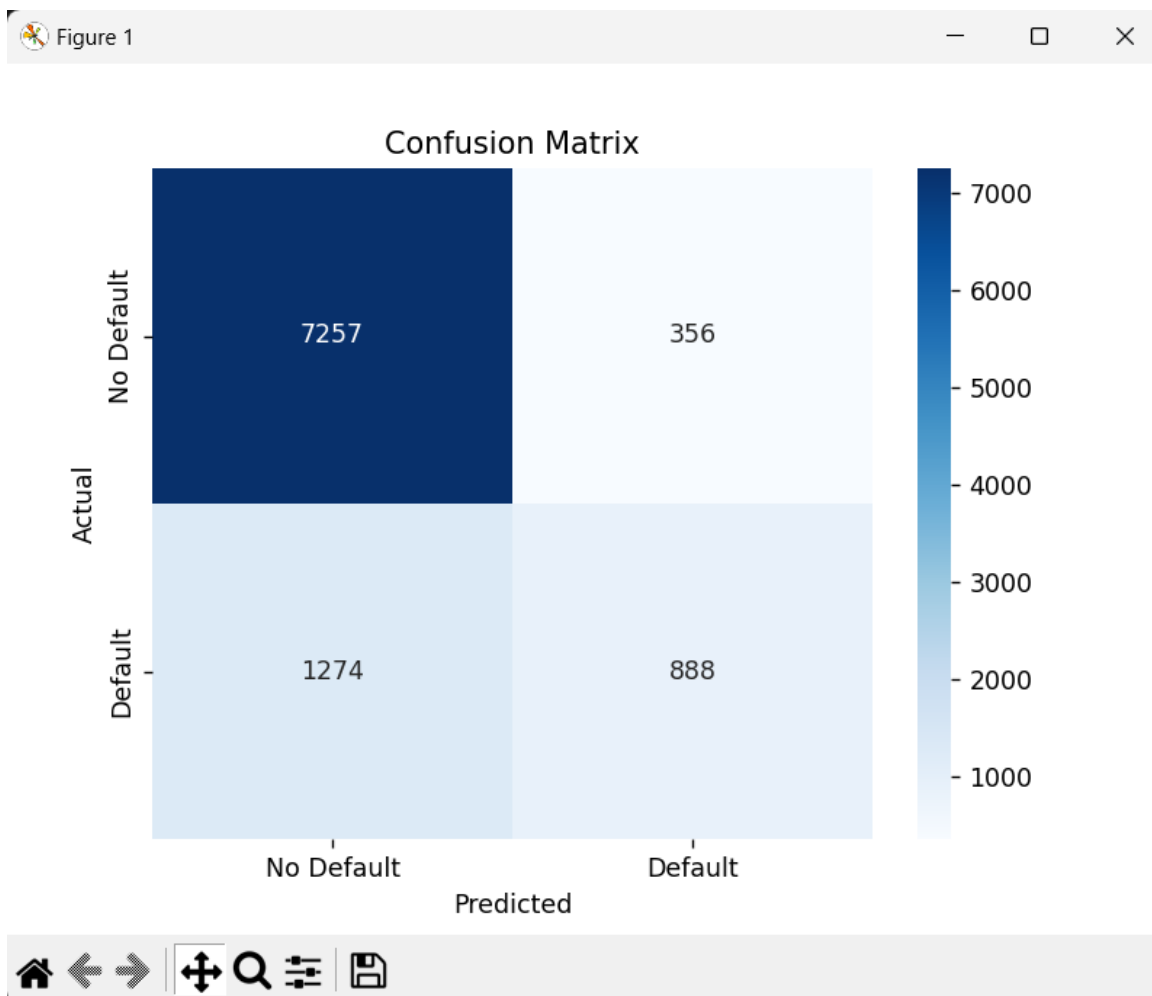 Figure 1
Confusion Matrix
No Default
7257
356
7000
6000
5000
4000
3000
2000
1000
Actual
Default
1274
888
No Default
Default
Predicted